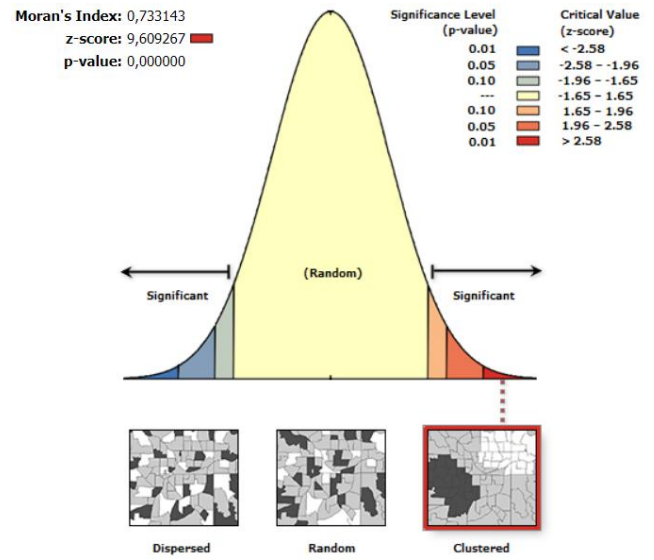 Moran's Index: 0,733143
z-score: 9,609267
p-value: 0,000000
Significance Level
(p-value)
Critical Value
(z-score)
0.01 < -2.58
0.05 -2.58 – -1.96
0.10 -1.96 – -1.65
--- -1.65 – 1.65
0.10 1.65 – 1.96
0.05 1.96 – 2.58
0.01 > 2.58
(Random)
Significant
Significant
Dispersed
Random
Clustered